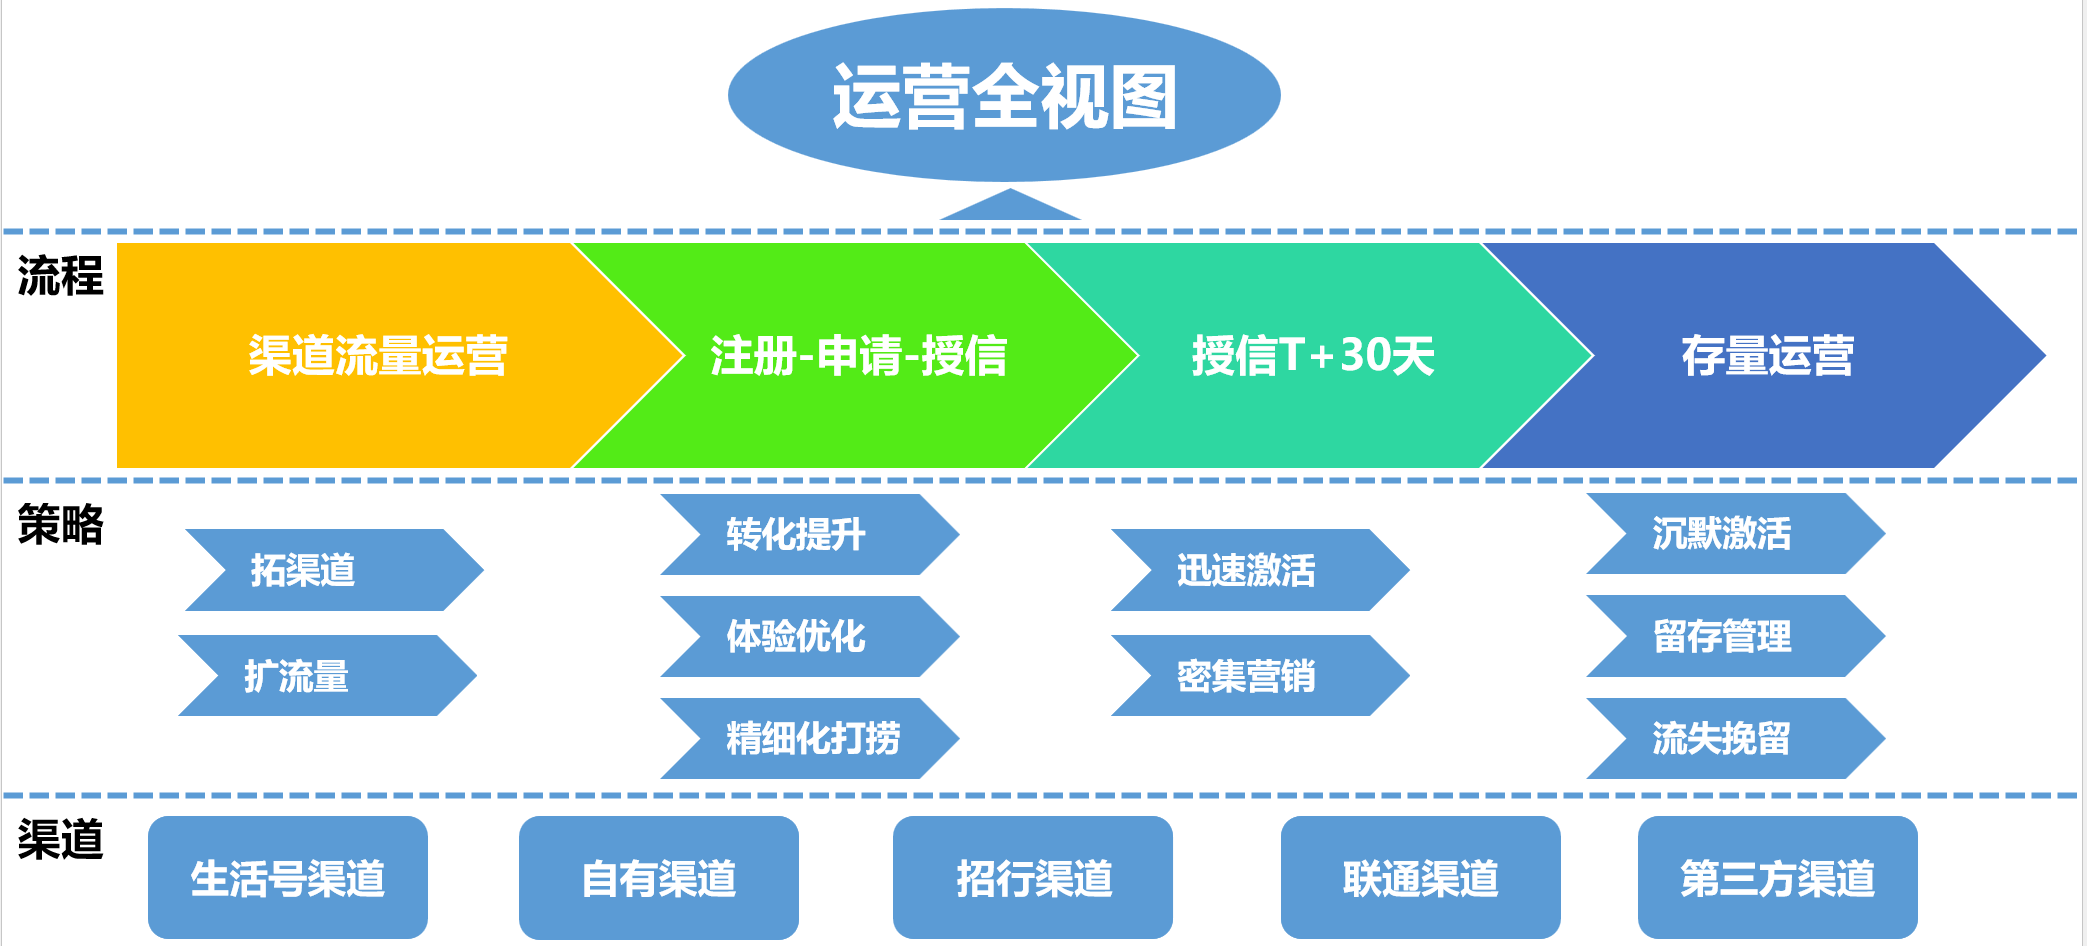 运营全视图
流程
渠道流量运营
注册-申请-授信
授信T+30天
存量运营
策略
拓渠道
扩流量
转化提升
体验优化
精细化打捞
迅速激活
密集营销
沉默激活
留存管理
流失挽留
渠道
生活号渠道
自有渠道
招行渠道
联通渠道
第三方渠道